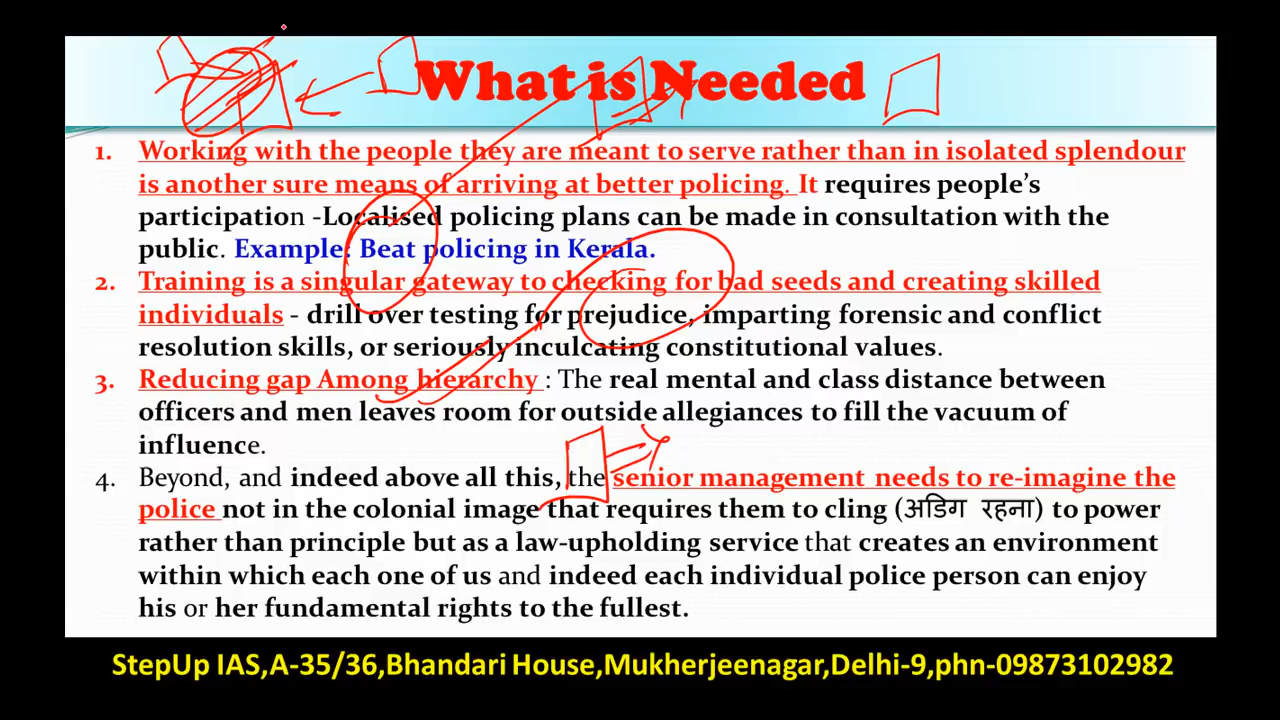 What is Needed
1. Working with the people they are meant to serve rather than in isolated splendour
is another sure means of arriving at better policing. It requires people's
participation -Localised policing plans can be made in consultation with the
public. Example: Beat policing in Kerala.
2. Training is a singular gateway to checking for bad seeds and creating skilled
individuals - drill over testing for prejudice, imparting forensic and conflict
resolution skills, or seriously inculcating constitutional values.
3. Reducing gap Among hierarchy : The real mental and class distance between
officers and men leaves room for outside allegiances to fill the vacuum of
influence.
4. Beyond, and indeed above all this, the senior management needs to re-imagine the
police not in the colonial image that requires them to cling (अडिग रहना) to power
rather than principle but as a law-upholding service that creates an environment
within which each one of us and indeed each individual police person can enjoy
his or her fundamental rights to the fullest.
StepUp IAS,A-35/36,Bhandari House,Mukherjeenagar,Delhi-9,phn-09873102982